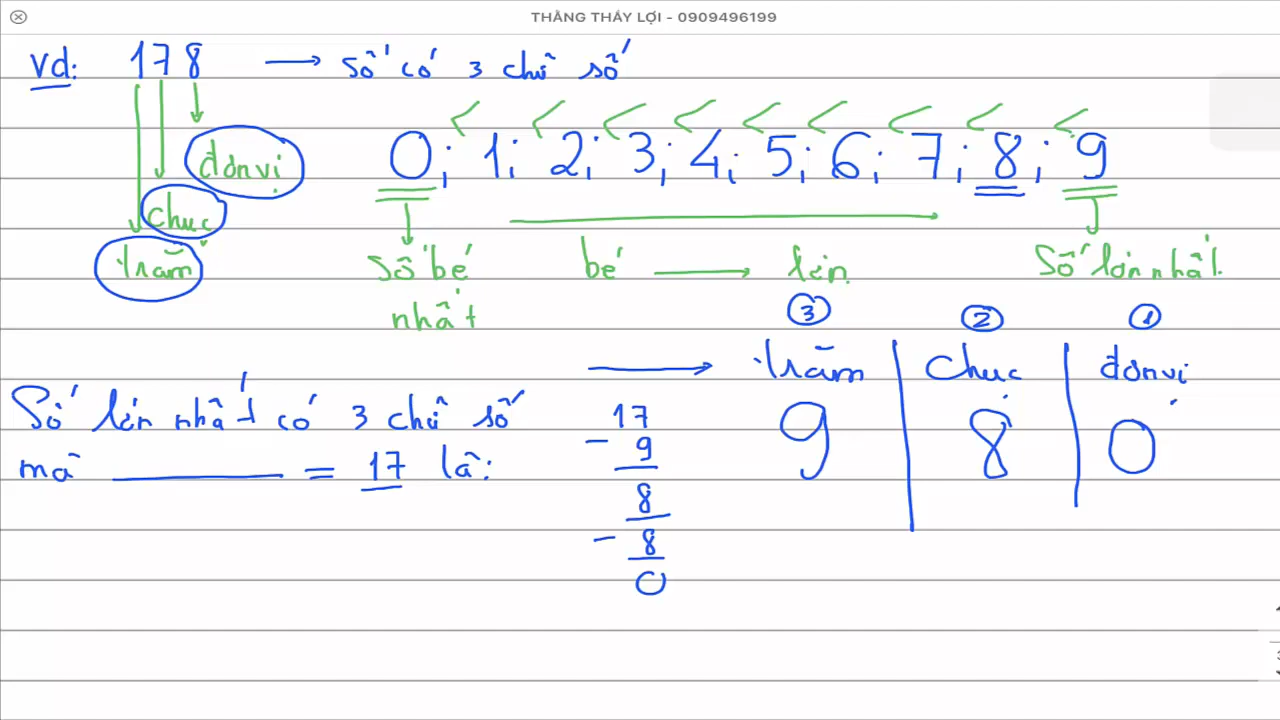 THẮNG THẦY LỢI - 0909496199
Vd: 178 → số có 3 chữ số
0; 1; 2; 3; 4; 5; 6; 7; 8; 9
< < < < < < < < <
đơn vị
chục
trăm
số bé nhất
bé → lớn
Số lớn nhất
③ ② ①
→ trăm chục đơn vị
9 8 0
Số lớn nhất có 3 chữ số
mà ______ = 17 là:
17
- 9
8
- 8
0